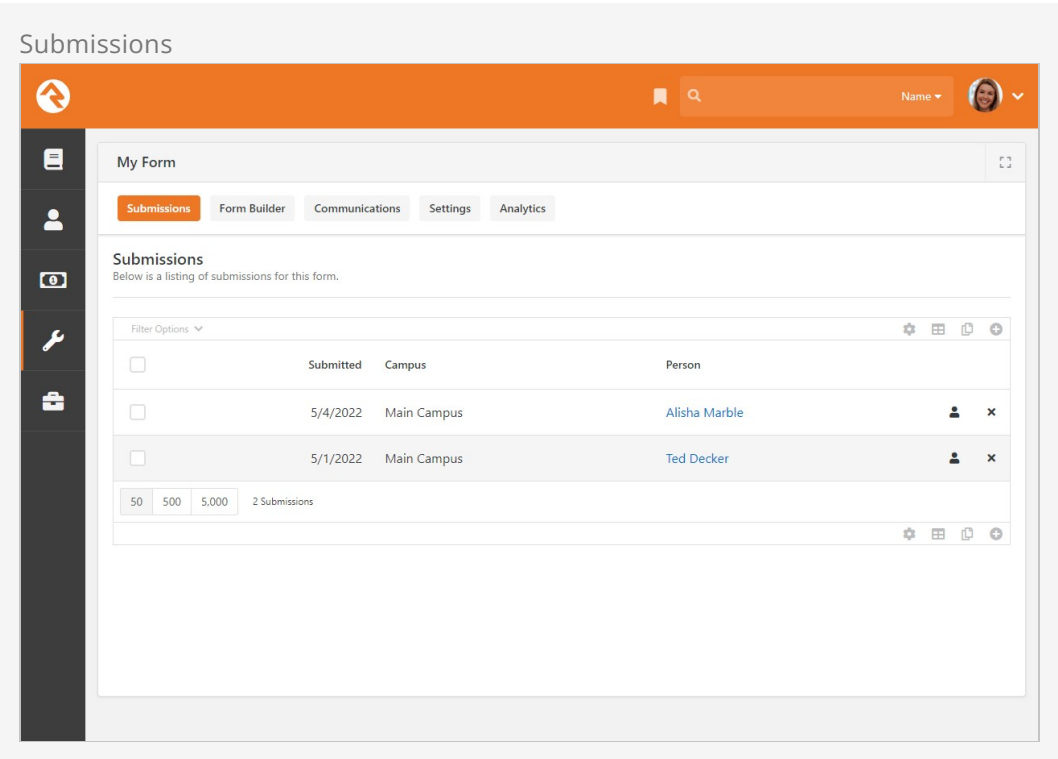 Submissions
Name
My Form
Submissions Form Builder Communications Settings Analytics
Submissions
Below is a listing of submissions for this form.
Filter Options
Submitted Campus Person
5/4/2022 Main Campus Alisha Marble
5/1/2022 Main Campus Ted Decker
50 500 5,000 2 Submissions